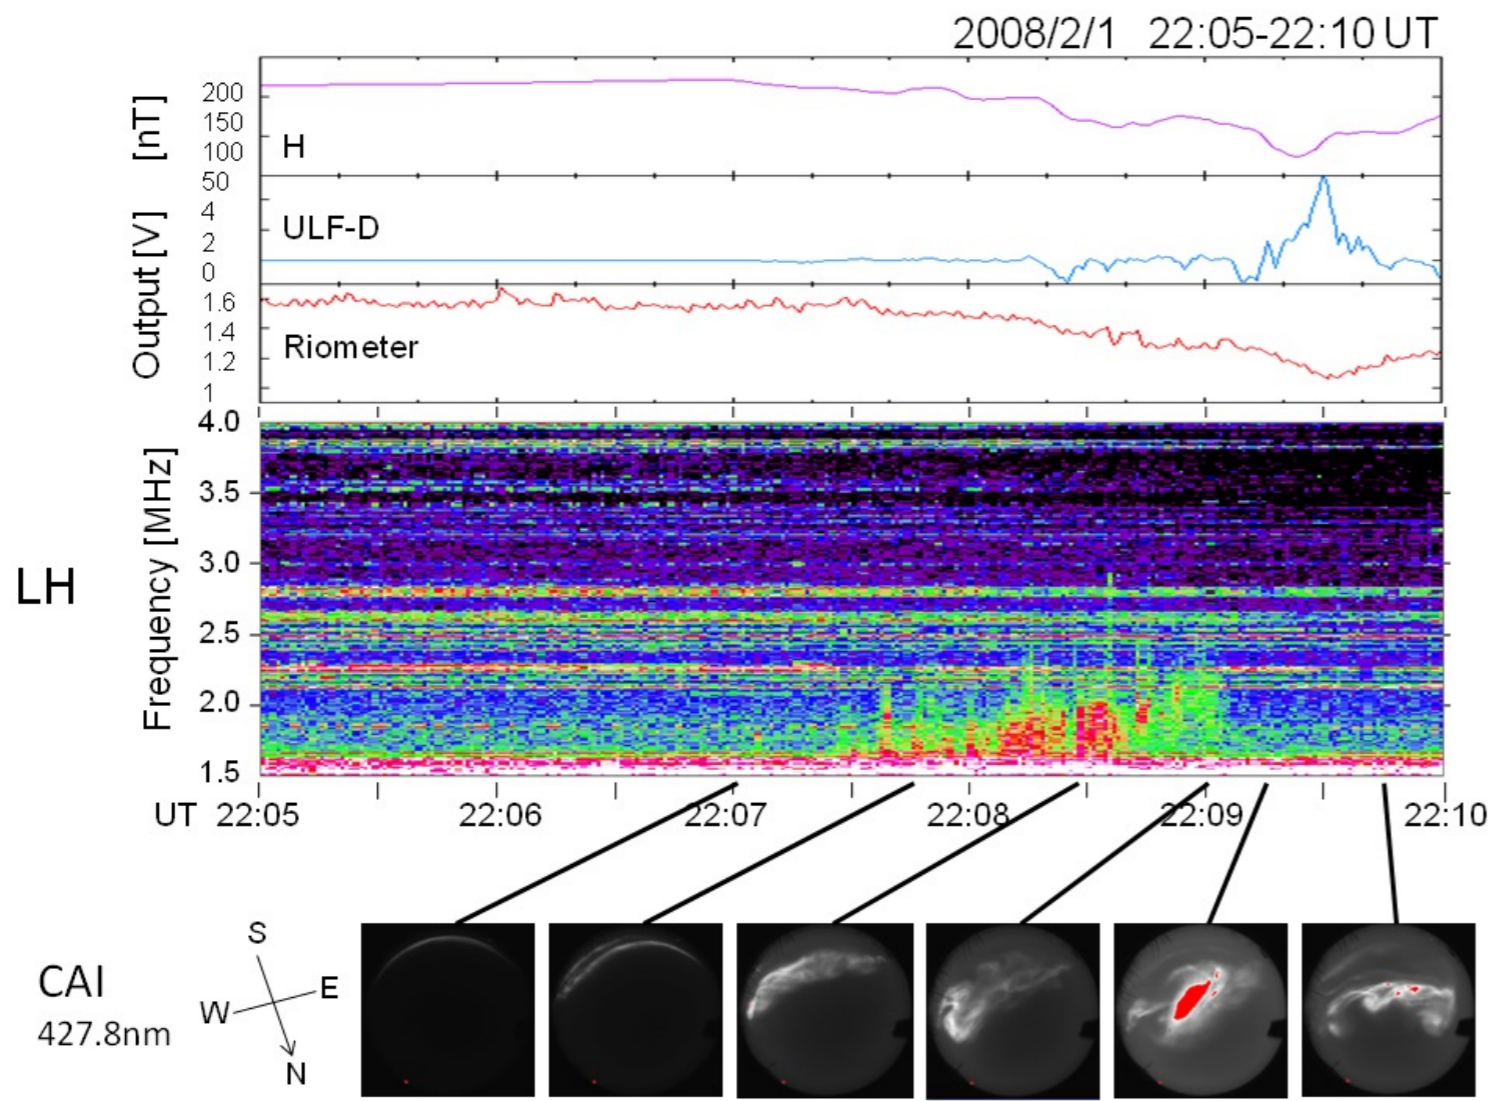 2008/2/1 22:05-22:10 UT
[nT]
200
150
100
50
H
Output [V]
4
2
0
ULF-D
1.6
1.4
1.2
1
Riometer
LH
Frequency [MHz]
4.0
3.5
3.0
2.5
2.0
1.5
UT 22:05 22:06 22:07 22:08 22:09 22:10
CAI
427.8nm
S
W E
N